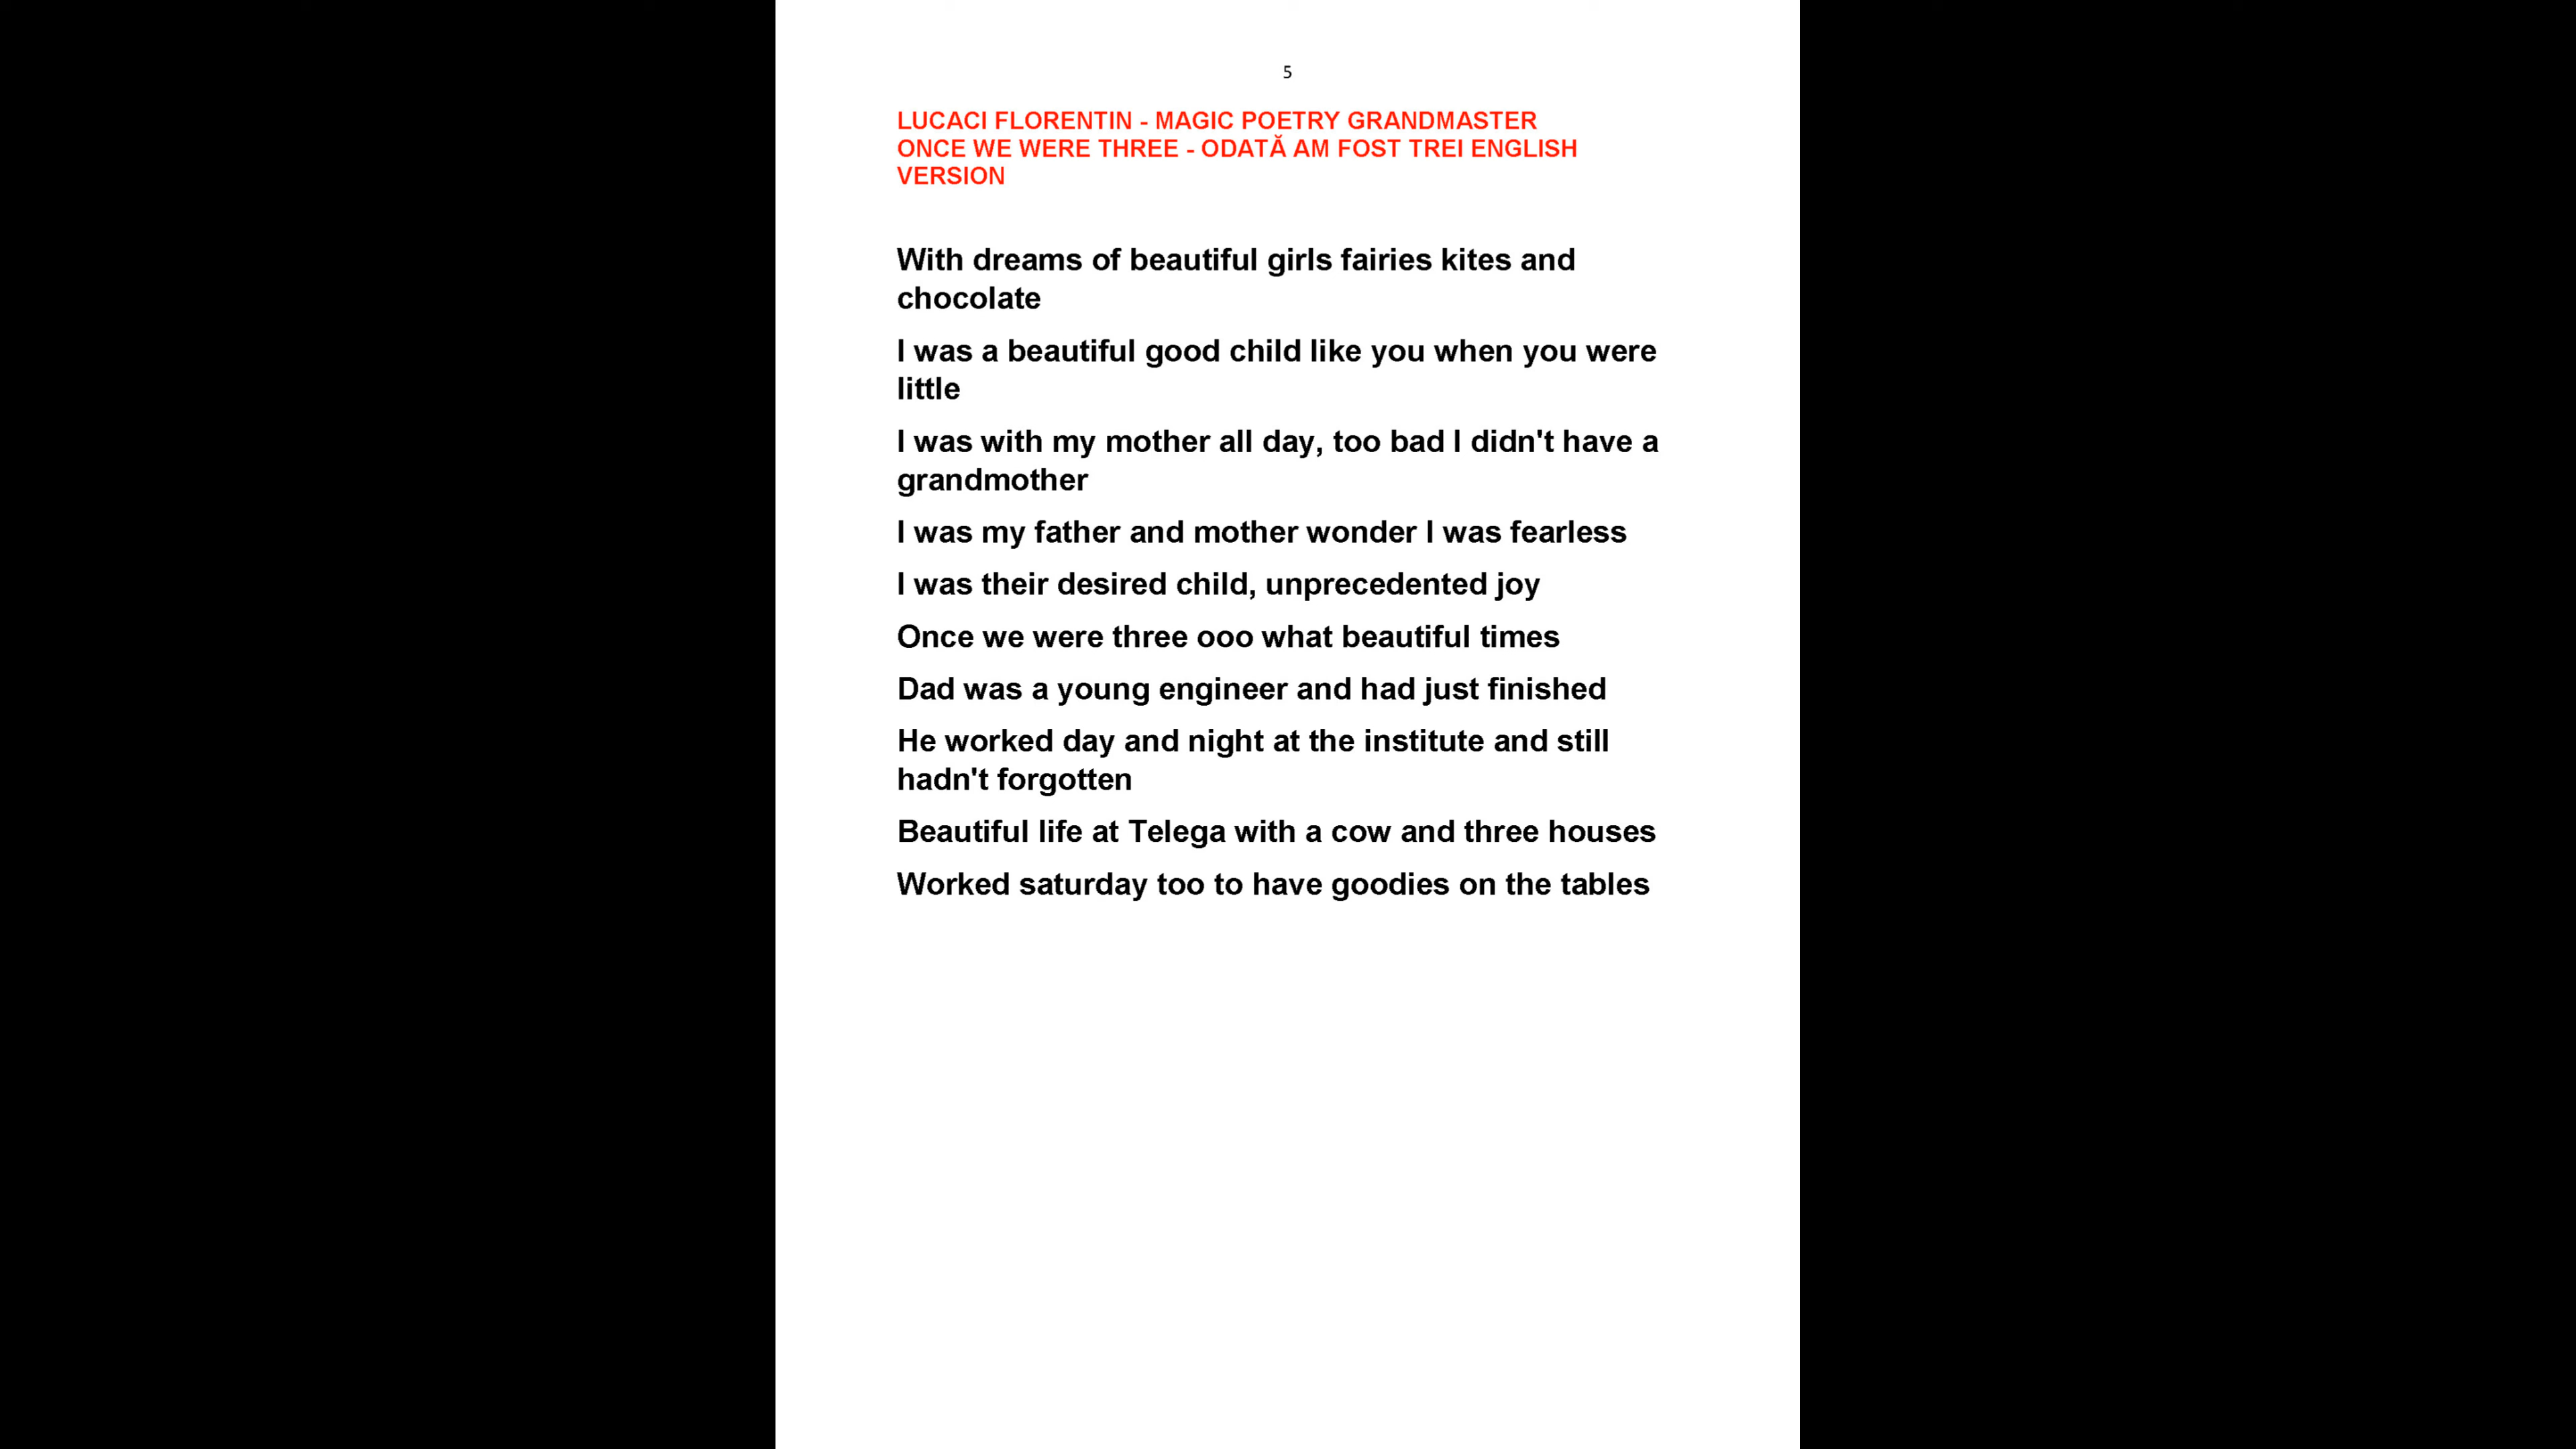 5
LUCACI FLORENTIN - MAGIC POETRY GRANDMASTER
ONCE WE WERE THREE - ODATĂ AM FOST TREI ENGLISH
VERSION
With dreams of beautiful girls fairies kites and
chocolate
I was a beautiful good child like you when you were
little
I was with my mother all day, too bad I didn't have a
grandmother
I was my father and mother wonder I was fearless
I was their desired child, unprecedented joy
Once we were three ooo what beautiful times
Dad was a young engineer and had just finished
He worked day and night at the institute and still
hadn't forgotten
Beautiful life at Telega with a cow and three houses
Worked saturday too to have goodies on the tables